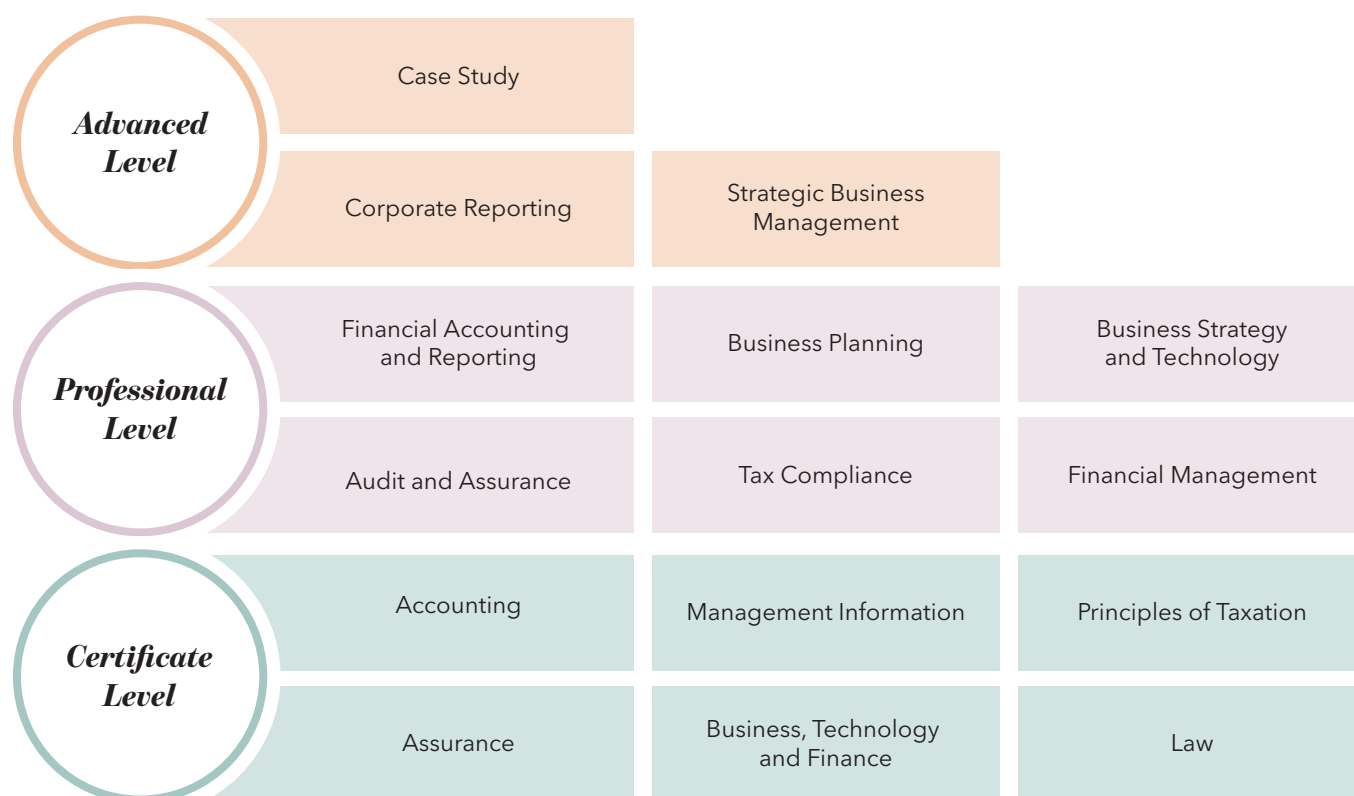 Advanced
Level
Case Study
Corporate Reporting
Strategic Business
Management
Professional
Level
Financial Accounting
and Reporting
Business Planning
Business Strategy
and Technology
Audit and Assurance
Tax Compliance
Financial Management
Certificate
Level
Accounting
Management Information
Principles of Taxation
Assurance
Business, Technology
and Finance
Law